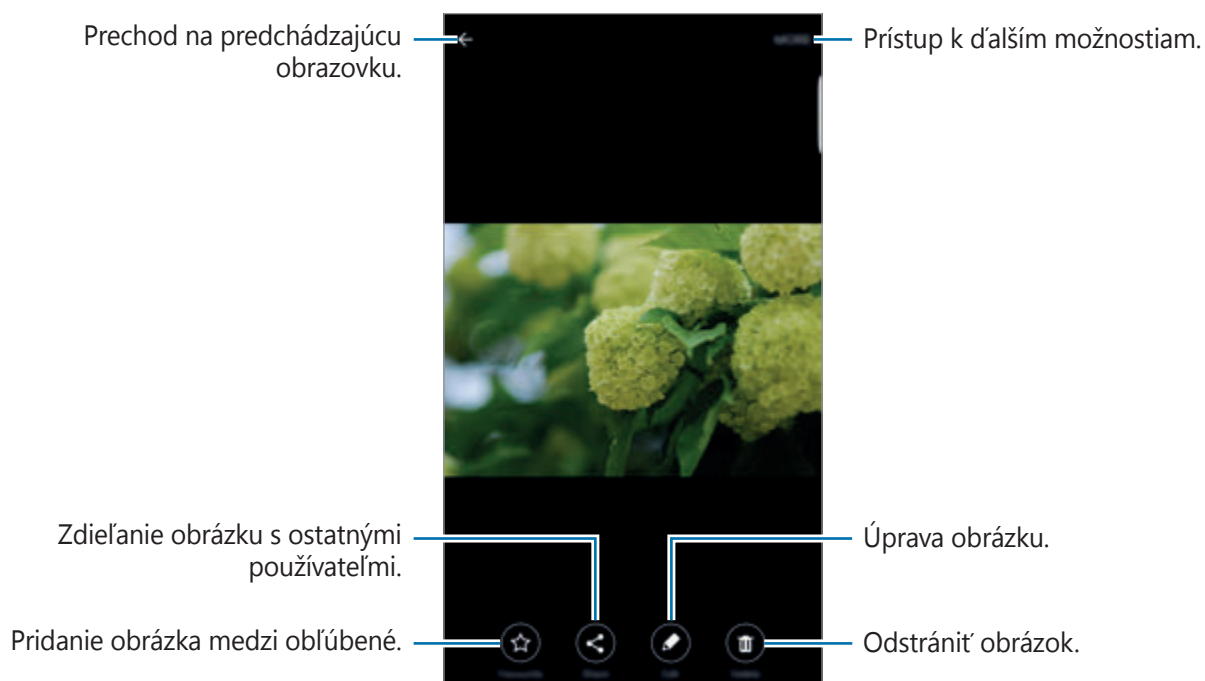 Prechod na predchádzajúcu
obrazovku.
Prístup k ďalším možnostiam.
Zdieľanie obrázku s ostatnými
používateľmi.
Úprava obrázku.
Pridanie obrázka medzi obľúbené.
Odstrániť obrázok.